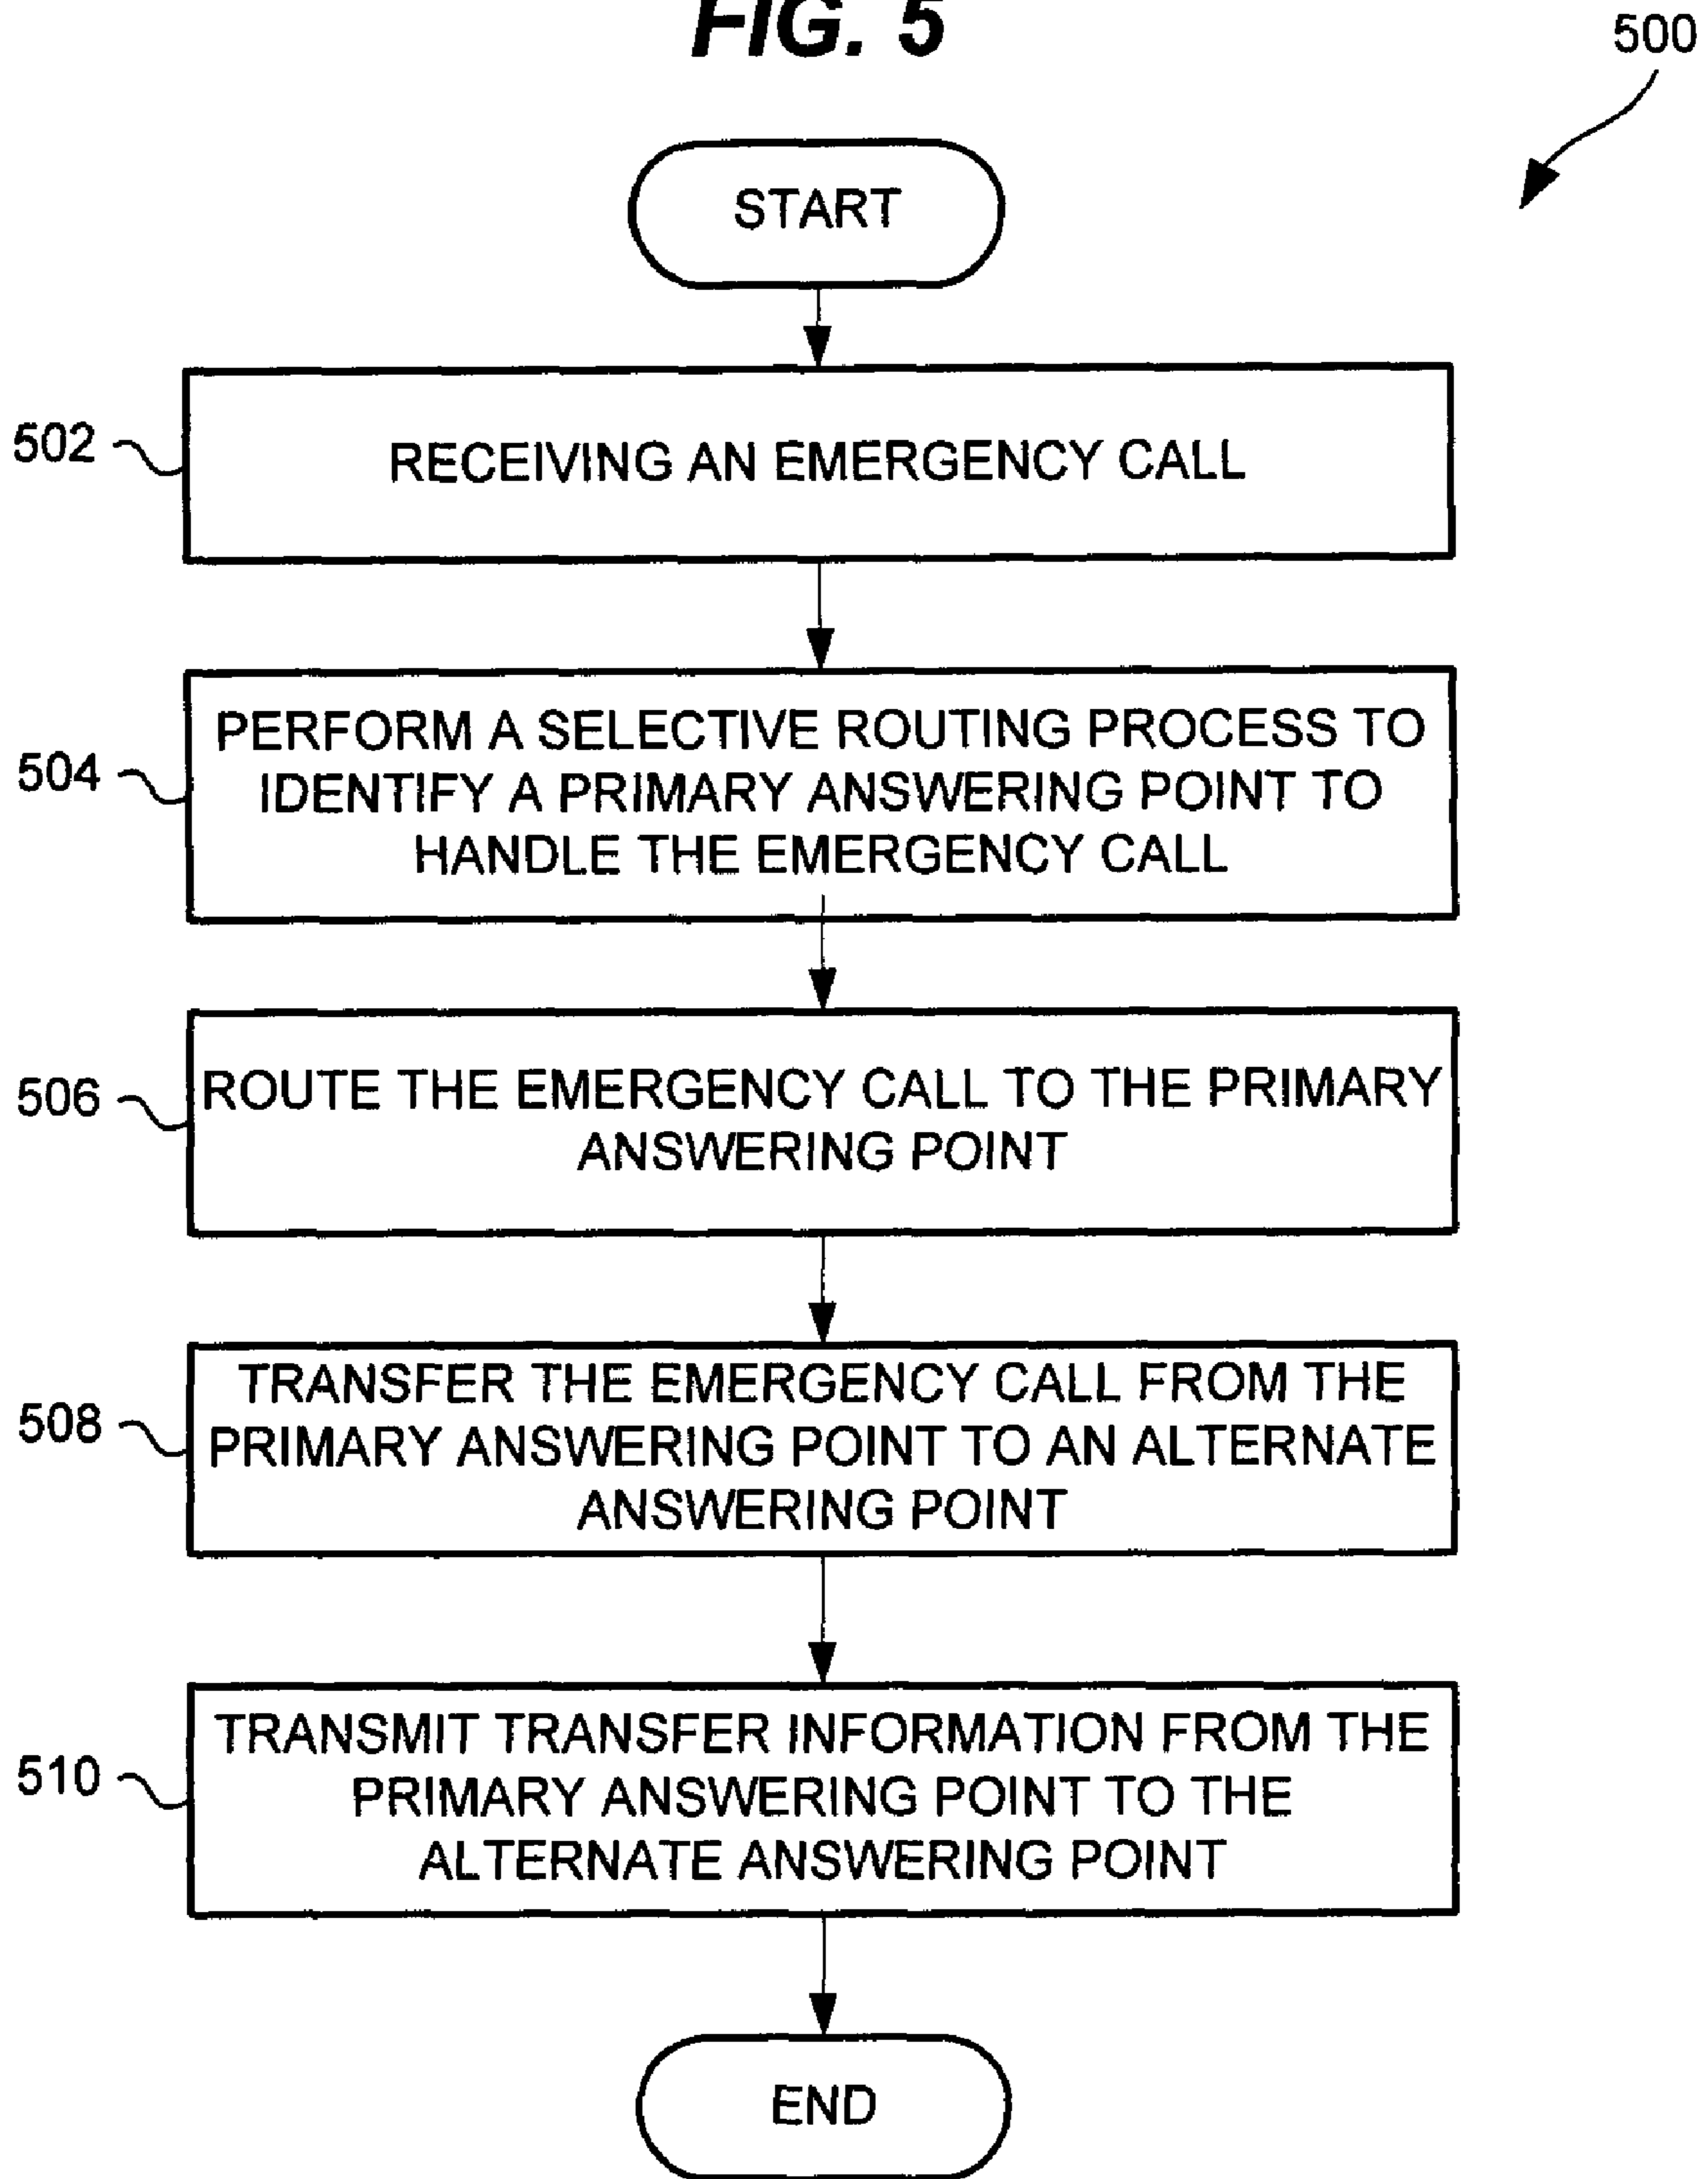 FIG. 5
500
START
502
RECEIVING AN EMERGENCY CALL
504
PERFORM A SELECTIVE ROUTING PROCESS TO
IDENTIFY A PRIMARY ANSWERING POINT TO
HANDLE THE EMERGENCY CALL
506
ROUTE THE EMERGENCY CALL TO THE PRIMARY
ANSWERING POINT
508
TRANSFER THE EMERGENCY CALL FROM THE
PRIMARY ANSWERING POINT TO AN ALTERNATE
ANSWERING POINT
510
TRANSMIT TRANSFER INFORMATION FROM THE
PRIMARY ANSWERING POINT TO THE
ALTERNATE ANSWERING POINT
END